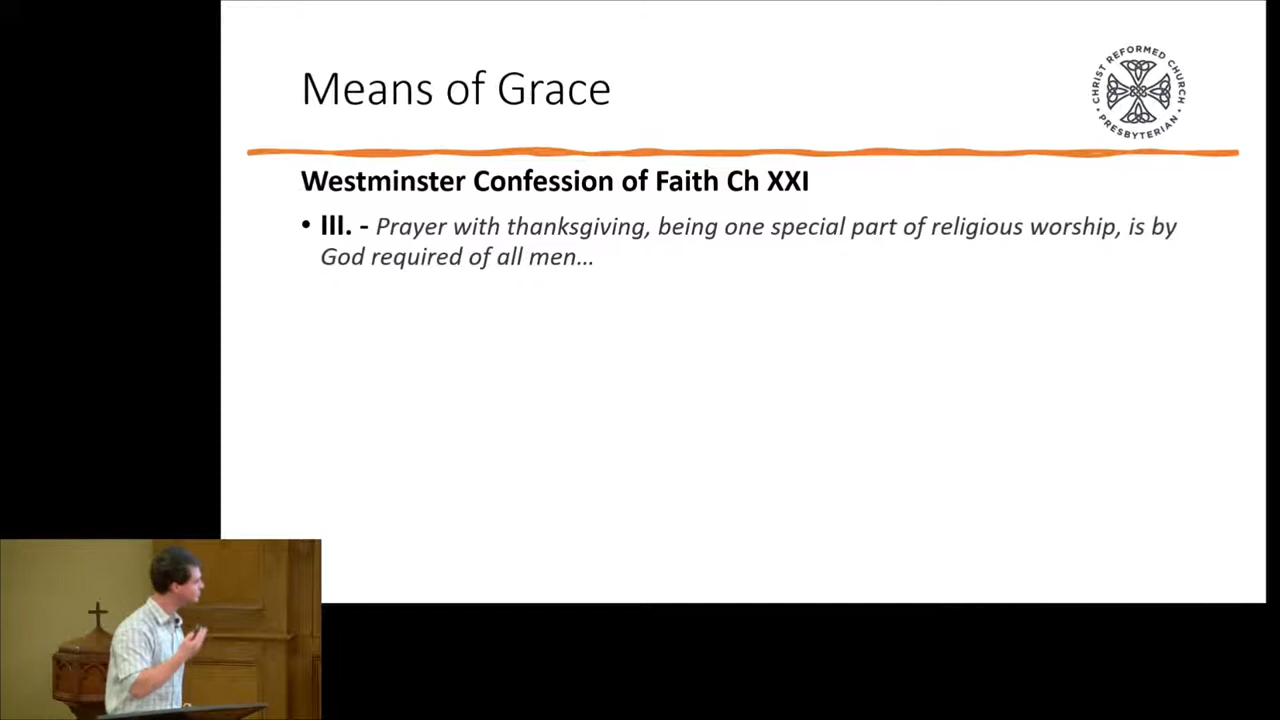 Means of Grace
CHRIST REFORMED CHURCH
• PRESBYTERIAN •
Westminster Confession of Faith Ch XXI
• III. - Prayer with thanksgiving, being one special part of religious worship, is by
God required of all men...